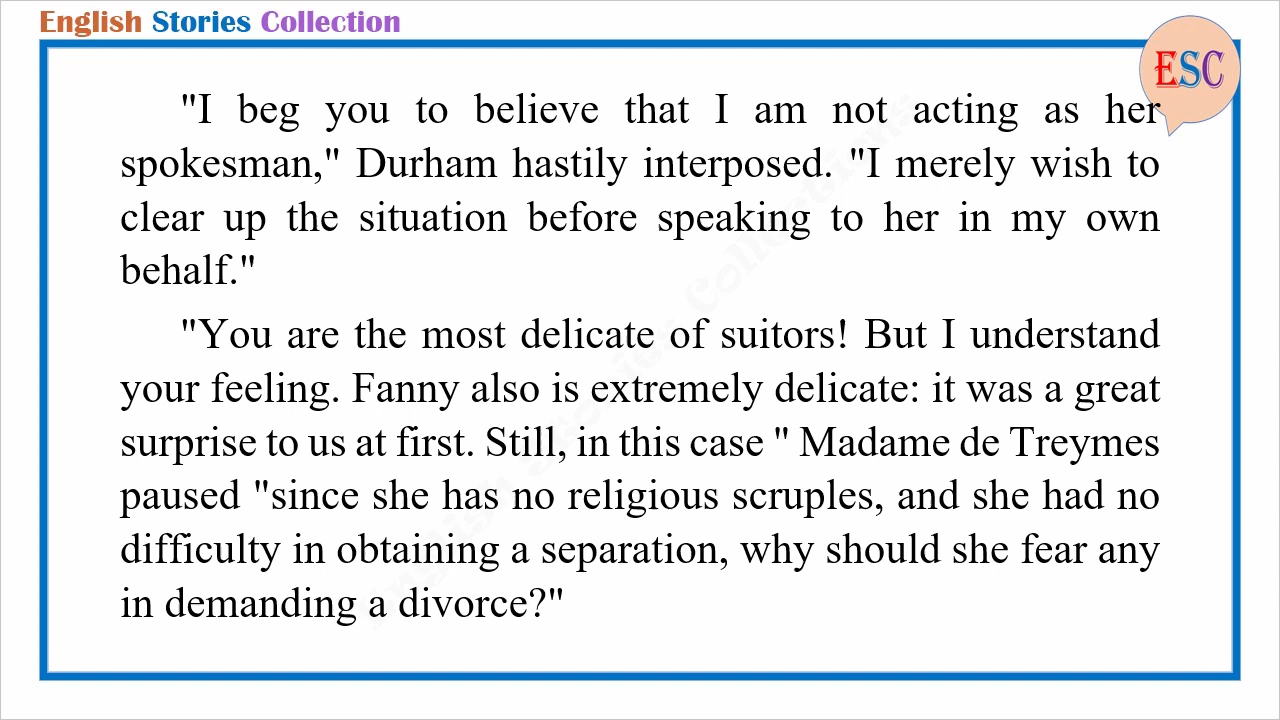 English Stories Collection
ESC
"I beg you to believe that I am not acting as her
spokesman," Durham hastily interposed. "I merely wish to
clear up the situation before speaking to her in my own
behalf."
"You are the most delicate of suitors! But I understand
your feeling. Fanny also is extremely delicate: it was a great
surprise to us at first. Still, in this case " Madame de Treymes
paused "since she has no religious scruples, and she had no
difficulty in obtaining a separation, why should she fear any
in demanding a divorce?"